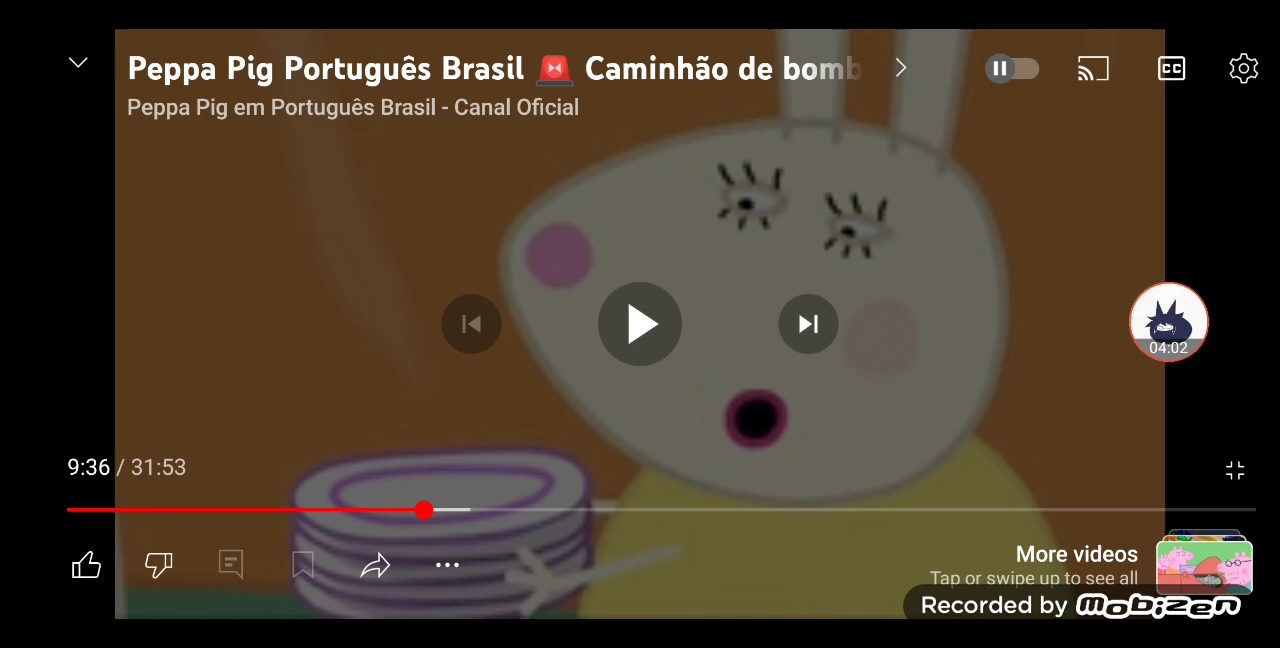 Peppa Pig Português Brasil 🚨 Caminhão de bomb
Peppa Pig em Português Brasil - Canal Oficial
CC
04:02
9:36 / 31:53
More videos
Tap or swipe up to see all
Recorded by Mobizen